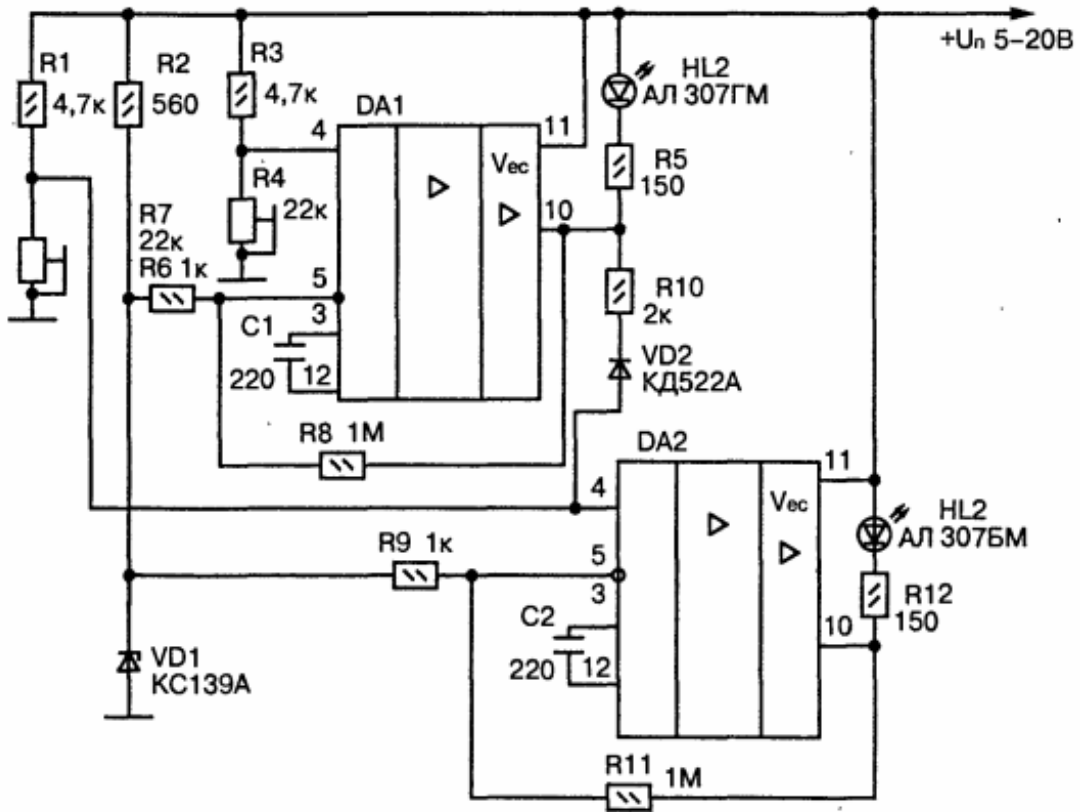 +Uп 5–20В
R1
4,7к
R2
560
R3
4,7к
DA1
4
11
Vec
HL2
АЛ 307ГМ
R5
150
R4
22к
10
R7
22к
R6 1к
5
3
C1
220
12
R10
2к
VD2
КД522А
R8 1М
DA2
4
11
Vec
HL2
АЛ 307БМ
R9 1к
5
3
C2
220
12
10
R12
150
VD1
КС139А
R11 1М